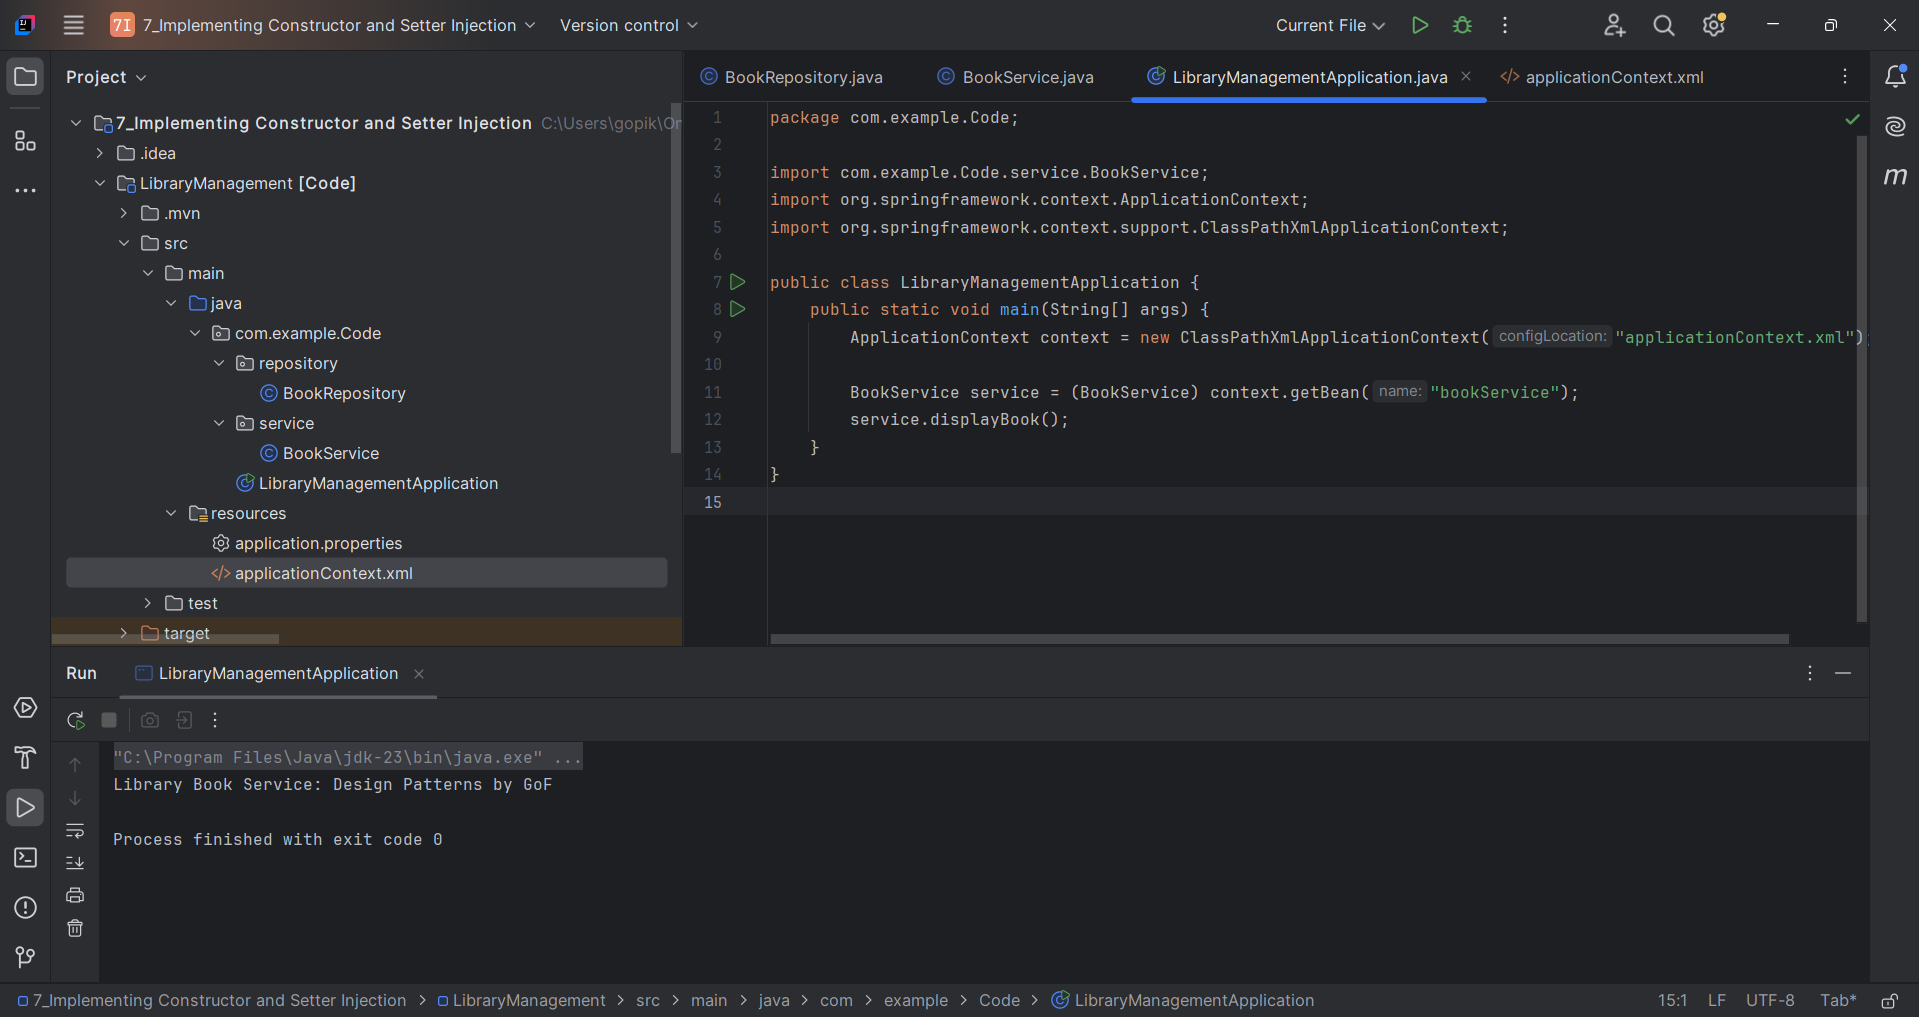 7I 7_Implementing Constructor and Setter Injection Version control Current File
Project
7_Implementing Constructor and Setter Injection C:\Users\gopik\
.idea
LibraryManagement [Code]
.mvn
src
main
java
com.example.Code
repository
BookRepository
service
BookService
LibraryManagementApplication
resources
application.properties
applicationContext.xml
test
target
BookRepository.java BookService.java LibraryManagementApplication.java applicationContext.xml
1 package com.example.Code;
2
3 import com.example.Code.service.BookService;
4 import org.springframework.context.ApplicationContext;
5 import org.springframework.context.support.ClassPathXmlApplicationContext;
6
7 public class LibraryManagementApplication {
8 public static void main(String[] args) {
9 ApplicationContext context = new ClassPathXmlApplicationContext( configLocation: "applicationContext.xml");
10
11 BookService service = (BookService) context.getBean( name: "bookService");
12 service.displayBook();
13 }
14 }
15
m
Run LibraryManagementApplication
"C:\Program Files\Java\jdk-23\bin\java.exe" ...
Library Book Service: Design Patterns by GoF
Process finished with exit code 0
7_Implementing Constructor and Setter Injection > LibraryManagement > src > main > java > com > example > Code > LibraryManagementApplication 15:1 LF UTF-8 Tab*